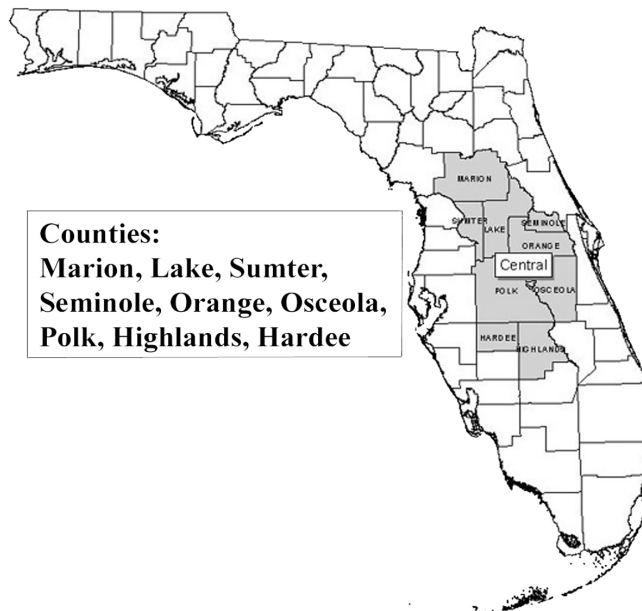 MARION
SUMTER
LAKE
SEMINOLE
ORANGE
Central
POLK
OSCEOLA
HARDEE
HIGHLANDS
Counties:
Marion, Lake, Sumter,
Seminole, Orange, Osceola,
Polk, Highlands, Hardee